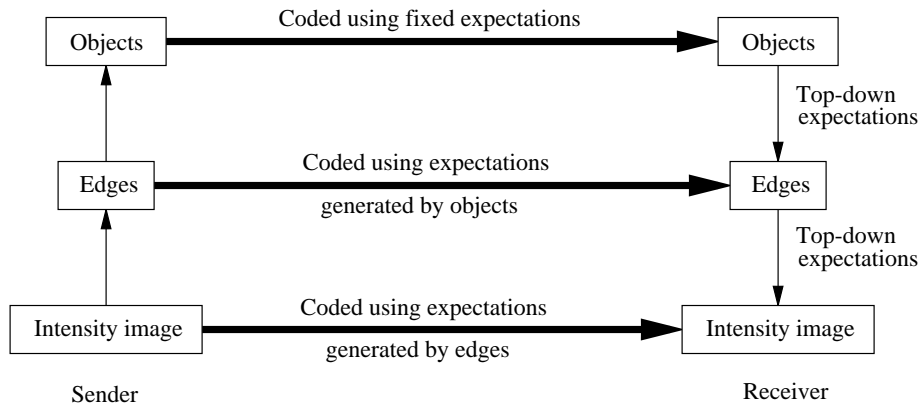 Coded using fixed expectations
Objects
Objects
Top-down
expectations
Coded using expectations
Edges
Edges
generated by objects
Top-down
expectations
Coded using expectations
Intensity image
Intensity image
generated by edges
Sender
Receiver